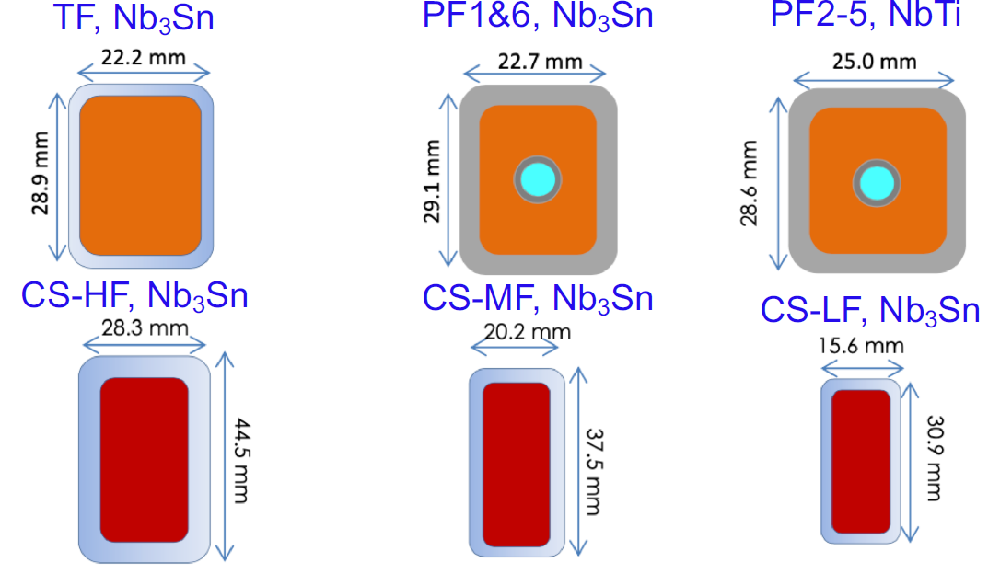 TF, Nb₃Sn
22.2 mm
28.9 mm
PF1&6, Nb₃Sn
22.7 mm
29.1 mm
PF2-5, NbTi
25.0 mm
28.6 mm
CS-HF, Nb₃Sn
28.3 mm
44.5 mm
CS-MF, Nb₃Sn
20.2 mm
37.5 mm
CS-LF, Nb₃Sn
15.6 mm
30.9 mm